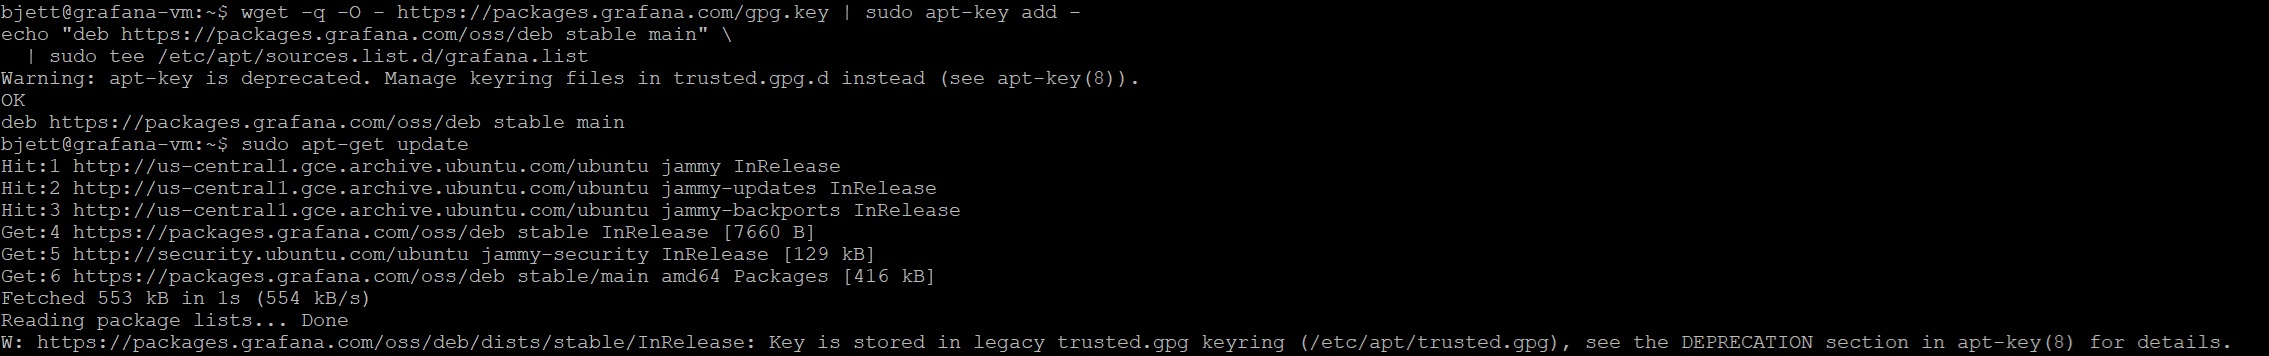 bjett@grafana-vm:~$ wget -q -O - https://packages.grafana.com/gpg.key | sudo apt-key add -
echo "deb https://packages.grafana.com/oss/deb stable main" \
  | sudo tee /etc/apt/sources.list.d/grafana.list
Warning: apt-key is deprecated. Manage keyring files in trusted.gpg.d instead (see apt-key(8)).
OK
deb https://packages.grafana.com/oss/deb stable main
bjett@grafana-vm:~$ sudo apt-get update
Hit:1 http://us-central1.gce.archive.ubuntu.com/ubuntu jammy InRelease
Hit:2 http://us-central1.gce.archive.ubuntu.com/ubuntu jammy-updates InRelease
Hit:3 http://us-central1.gce.archive.ubuntu.com/ubuntu jammy-backports InRelease
Get:4 https://packages.grafana.com/oss/deb stable InRelease [7660 B]
Get:5 http://security.ubuntu.com/ubuntu jammy-security InRelease [129 kB]
Get:6 https://packages.grafana.com/oss/deb stable/main amd64 Packages [416 kB]
Fetched 553 kB in 1s (554 kB/s)
Reading package lists... Done
W: https://packages.grafana.com/oss/deb/dists/stable/InRelease: Key is stored in legacy trusted.gpg keyring (/etc/apt/trusted.gpg), see the DEPRECATION section in apt-key(8) for details.